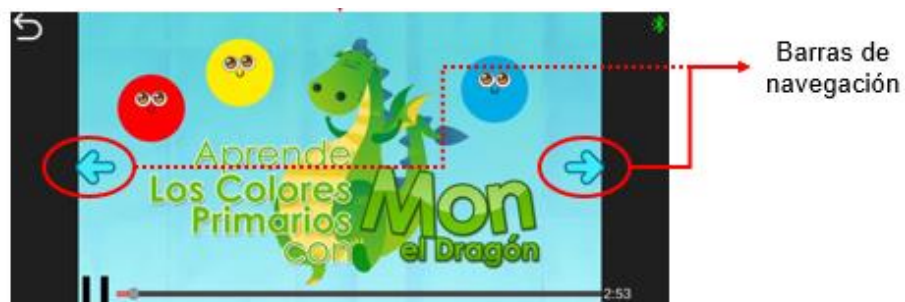 Aprende
Los Colores
Primarios
con
Mon
el Dragón
2:53
Barras de
navegación